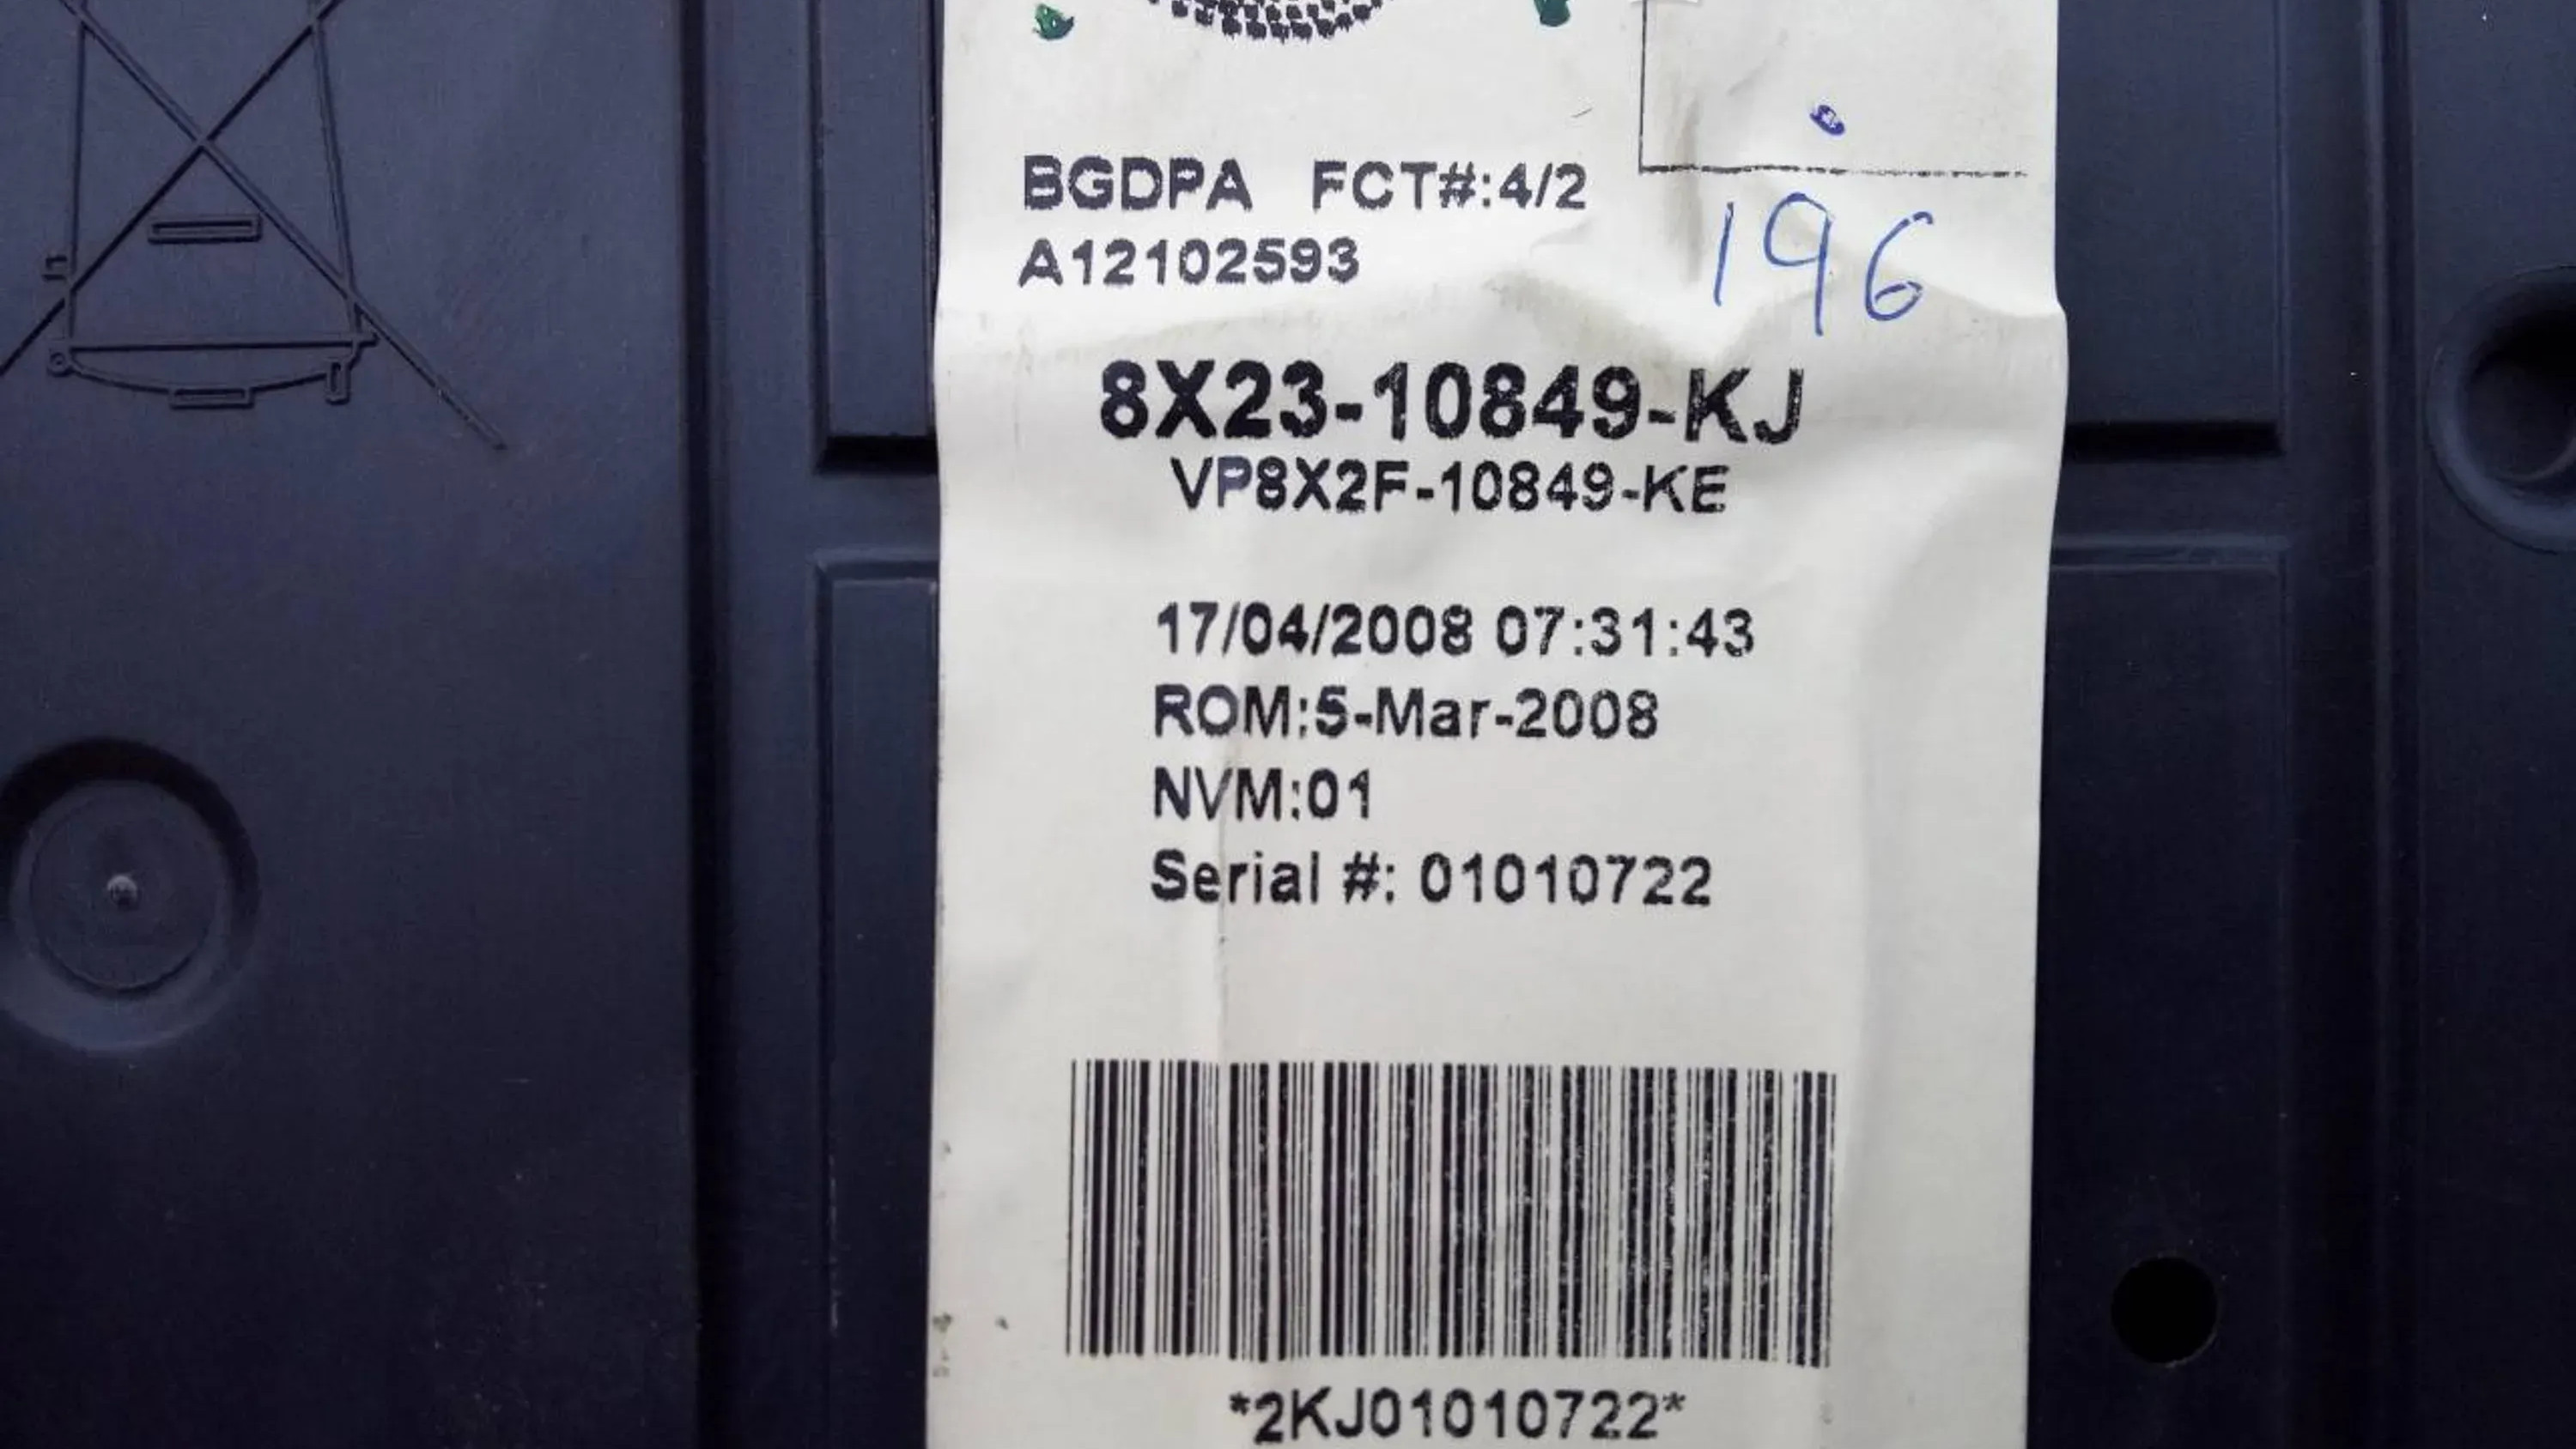 BGDPA FCT#:4/2
A12102593
196
8X23-10849-KJ
VP8X2F-10849-KE
17/04/2008 07:31:43
ROM:5-Mar-2008
NVM:01
Serial #: 01010722
*2KJ01010722*